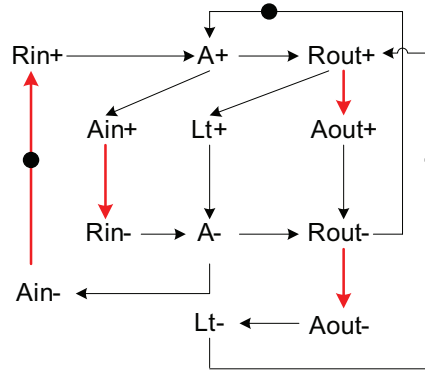 Rin+ A+ Rout+
Ain+ Lt+ Aout+
Rin- A- Rout-
Ain-
Lt- Aout-